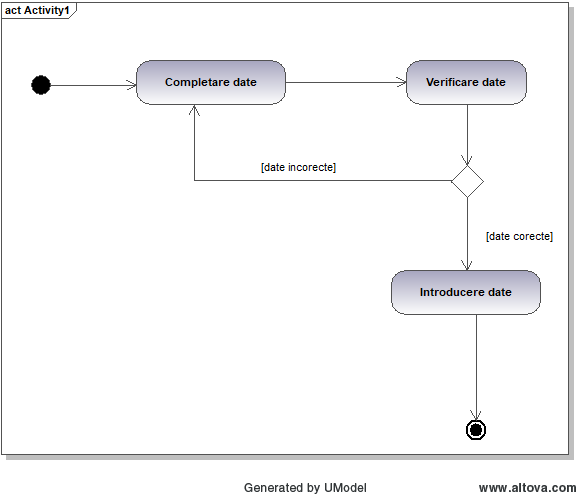 act Activity1
Completare date
Verificare date
[date incorecte]
[date corecte]
Introducere date
Generated by UModel
www.altova.com